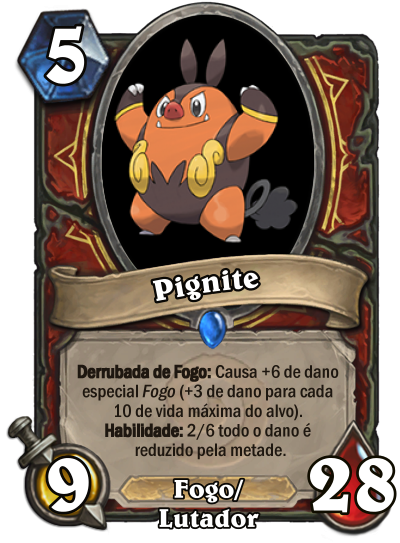 5
Pignite
Derrubada de Fogo: Causa +6 de dano
especial Fogo (+3 de dano para cada
10 de vida máxima do alvo).
Habilidade: 2/6 todo o dano é
reduzido pela metade.
9
Fogo/
Lutador
28